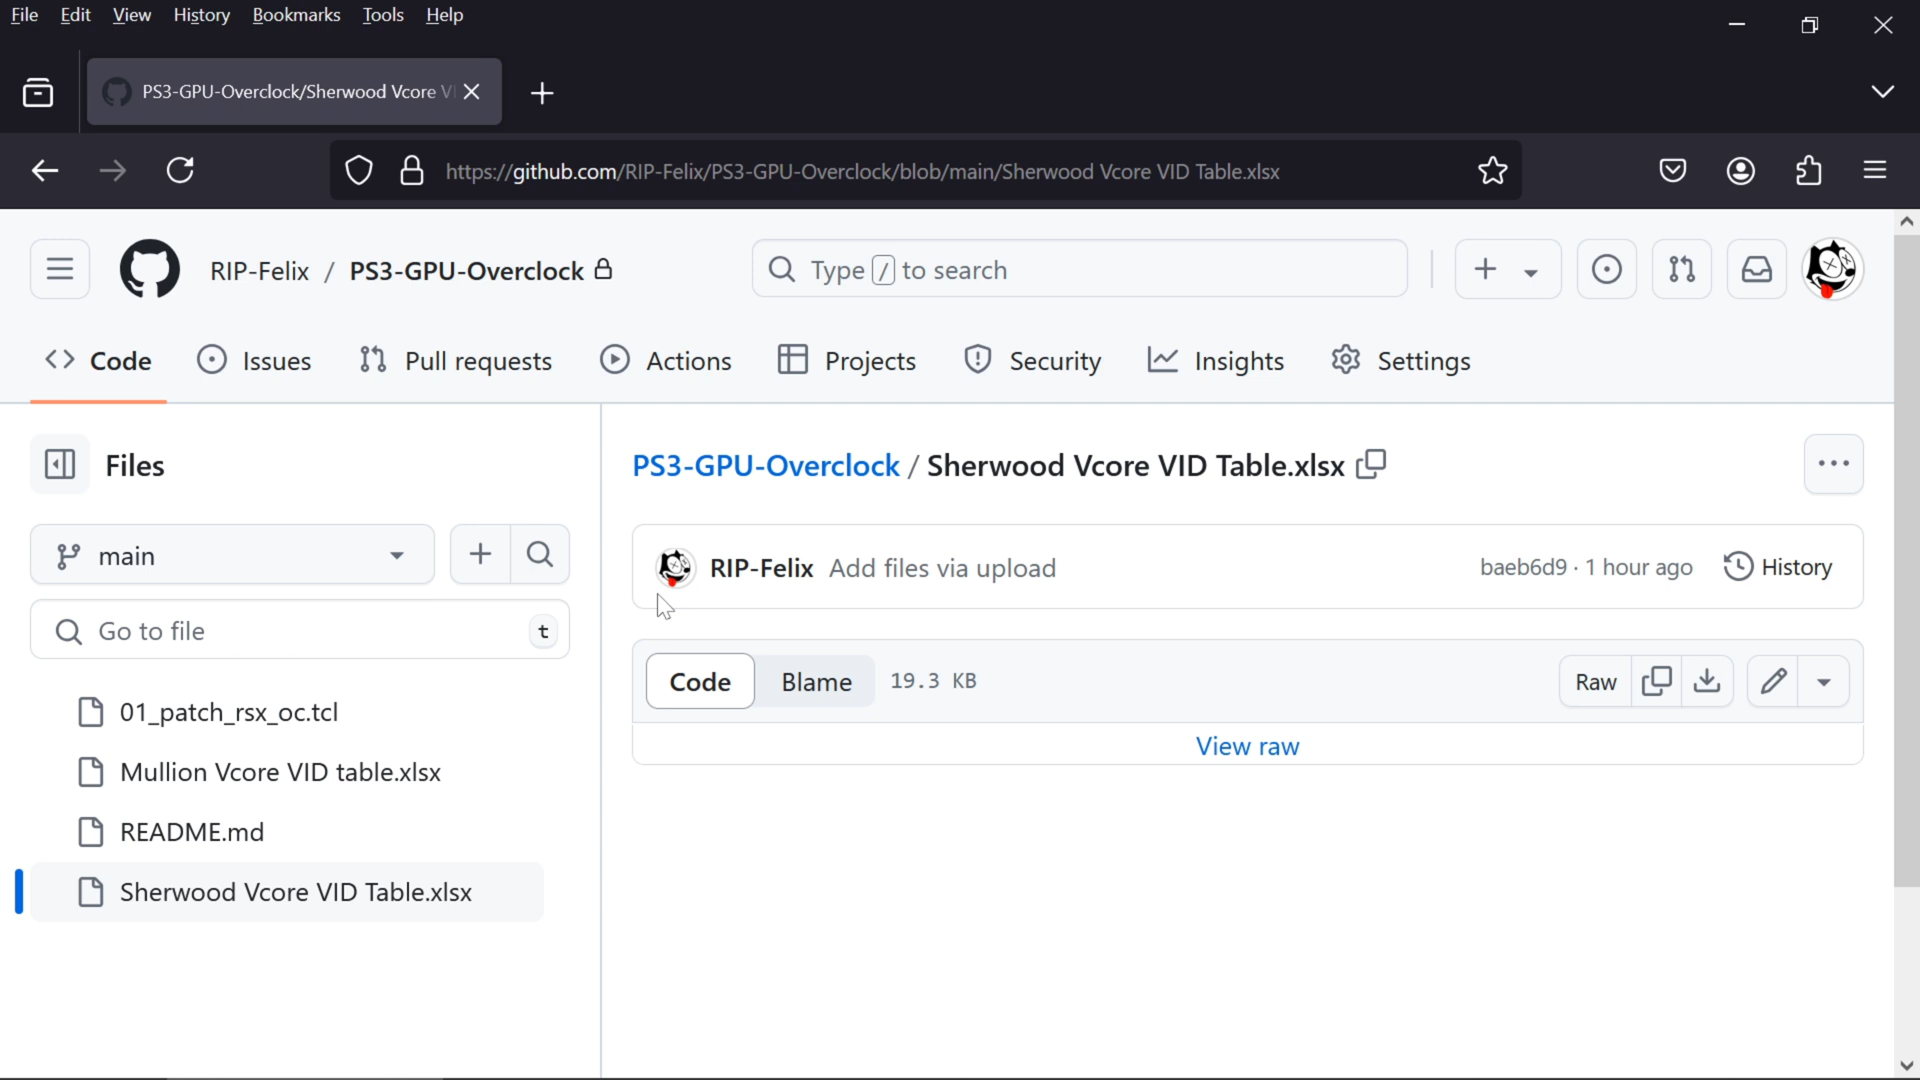 File Edit View History Bookmarks Tools Help
PS3-GPU-Overclock/Sherwood Vcore V
https://github.com/RIP-Felix/PS3-GPU-Overclock/blob/main/Sherwood Vcore VID Table.xlsx
RIP-Felix / PS3-GPU-Overclock
Type / to search
Code Issues Pull requests Actions Projects Security Insights Settings
Files
PS3-GPU-Overclock / Sherwood Vcore VID Table.xlsx
main
RIP-Felix Add files via upload
baeb6d9 · 1 hour ago History
Go to file t
Code Blame 19.3 KB Raw
01_patch_rsx_oc.tcl
View raw
Mullion Vcore VID table.xlsx
README.md
Sherwood Vcore VID Table.xlsx